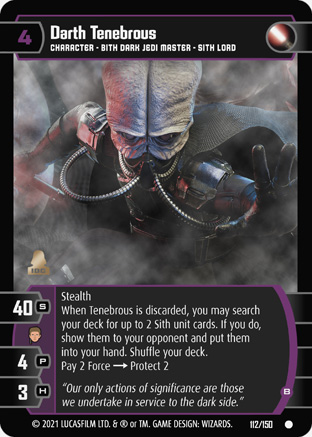 4
Darth Tenebrous
CHARACTER - BITH DARK JEDI MASTER - SITH LORD
IDC
40 S
4 P
3 H
Stealth
When Tenebrous is discarded, you may search
your deck for up to 2 Sith unit cards. If you do,
show them to your opponent and put them
into your hand. Shuffle your deck.
Pay 2 Force → Protect 2
“Our only actions of significance are those
we undertake in service to the dark side.”
B
© 2021 LUCASFILM LTD. & ® or TM. GAME DESIGN: WIZARDS.
112/150